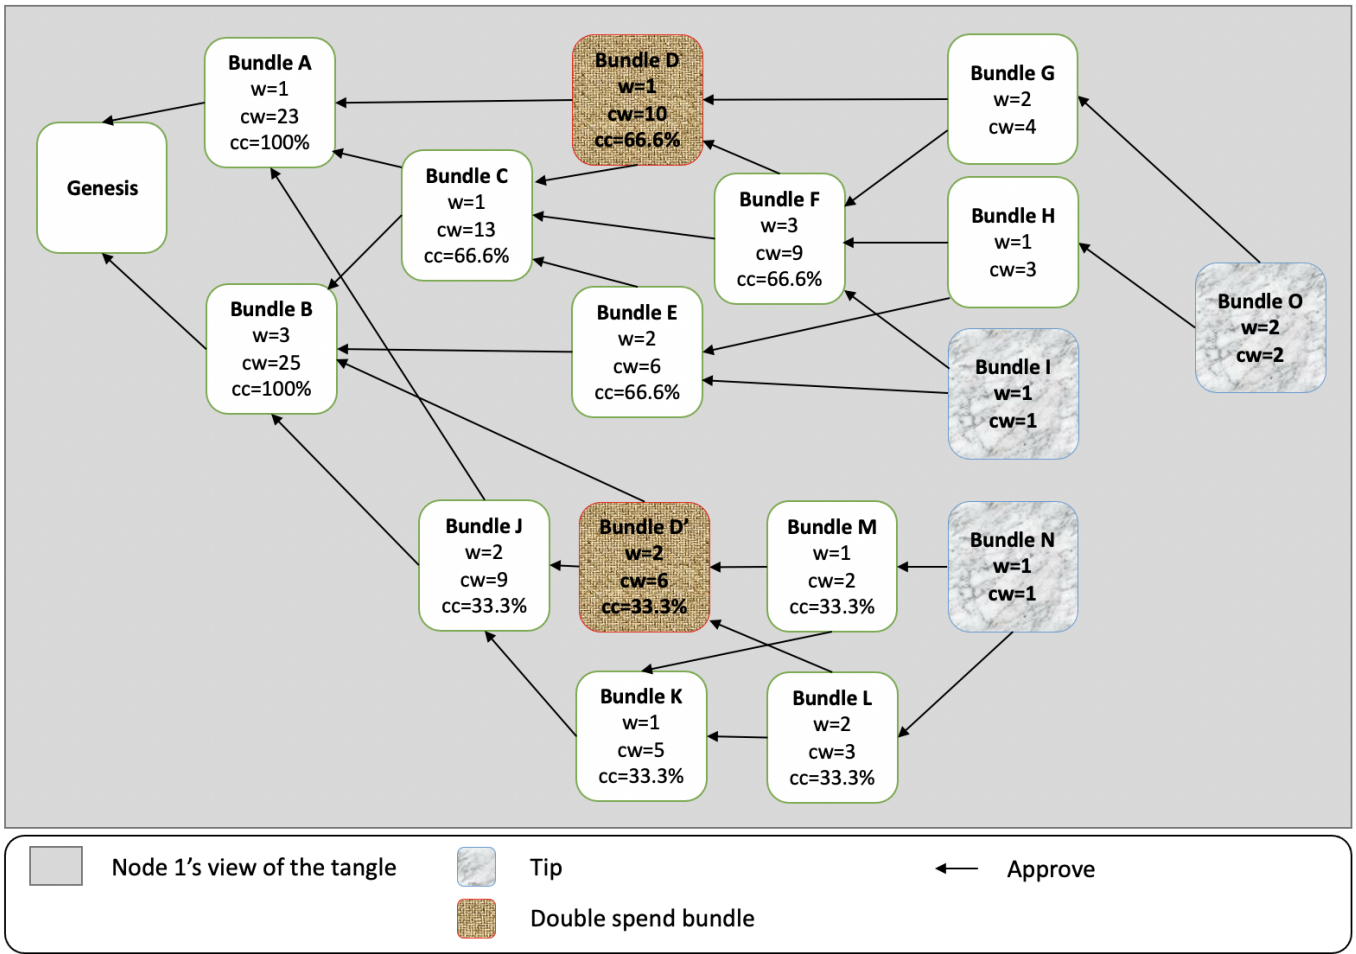 Bundle A
w=1
cw=23
cc=100%
Bundle D
w=1
cw=10
cc=66.6%
Bundle G
w=2
cw=4
Genesis
Bundle C
w=1
cw=13
cc=66.6%
Bundle F
w=3
cw=9
cc=66.6%
Bundle H
w=1
cw=3
Bundle B
w=3
cw=25
cc=100%
Bundle E
w=2
cw=6
cc=66.6%
Bundle O
w=2
cw=2
Bundle I
w=1
cw=1
Bundle J
w=2
cw=9
cc=33.3%
Bundle D’
w=2
cw=6
cc=33.3%
Bundle M
w=1
cw=2
cc=33.3%
Bundle N
w=1
cw=1
Bundle K
w=1
cw=5
cc=33.3%
Bundle L
w=2
cw=3
cc=33.3%
Node 1’s view of the tangle
Tip
Approve
Double spend bundle